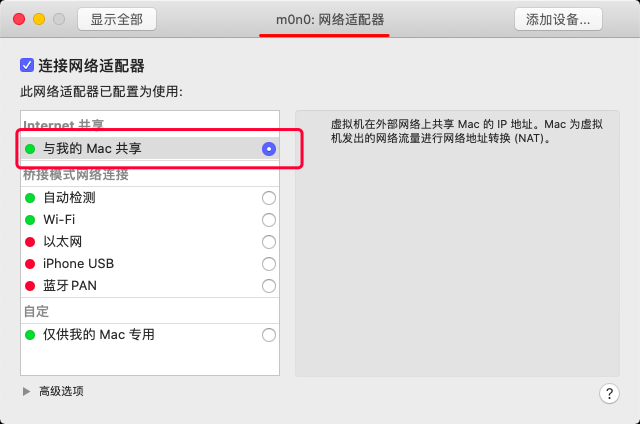 显示全部
m0n0: 网络适配器
添加设备...
连接网络适配器
此网络适配器已配置为使用:
Internet 共享
与我的 Mac 共享
桥接模式网络连接
自动检测
Wi-Fi
以太网
iPhone USB
蓝牙 PAN
自定
仅供我的 Mac 专用
虚拟机在外部网络上共享 Mac 的 IP 地址。Mac 为虚拟
机发出的网络流量进行网络地址转换 (NAT)。
高级选项
?